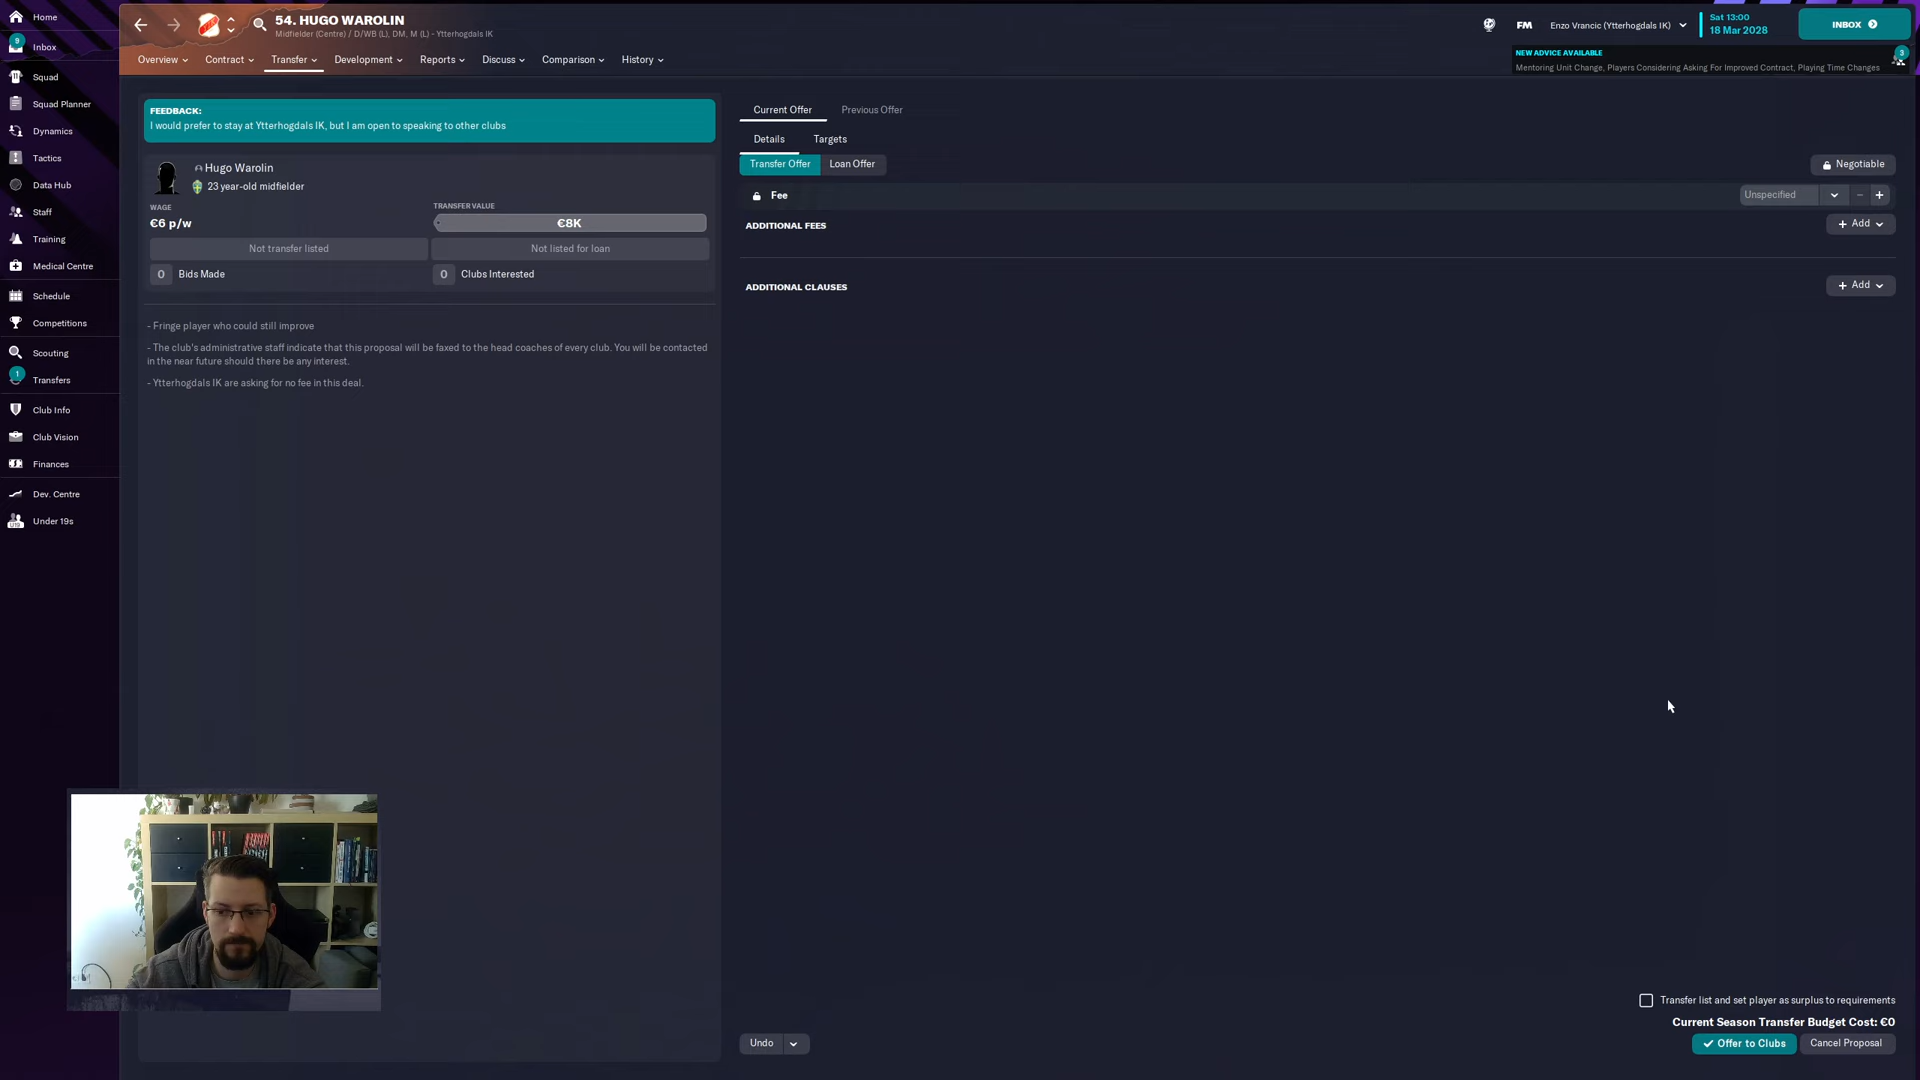 Home
9
Inbox
Squad
Squad Planner
Dynamics
Tactics
Data Hub
Staff
Training
Medical Centre
Schedule
Competitions
Scouting
1
Transfers
Club Info
Club Vision
Finances
Dev. Centre
Under 19s
54. HUGO WAROLIN
Midfielder (Centre) / D/WB (L), DM, M (L) - Ytterhogdals IK
FM
Enzo Vrancic (Ytterhogdals IK)
Sat 13:00
18 Mar 2028
INBOX
Overview
Contract
Transfer
Development
Reports
Discuss
Comparison
History
NEW ADVICE AVAILABLE
3
Mentoring Unit Change, Players Considering Asking For Improved Contract, Playing Time Changes
FEEDBACK:
I would prefer to stay at Ytterhogdals IK, but I am open to speaking to other clubs
Hugo Warolin
23 year-old midfielder
WAGE
€6 p/w
TRANSFER VALUE
€8K
Not transfer listed
Not listed for loan
0 Bids Made
0 Clubs Interested
- Fringe player who could still improve
- The club's administrative staff indicate that this proposal will be faxed to the head coaches of every club. You will be contacted
in the near future should there be any interest.
- Ytterhogdals IK are asking for no fee in this deal.
Current Offer
Previous Offer
Details
Targets
Transfer Offer
Loan Offer
Negotiable
Fee
Unspecified
ADDITIONAL FEES
+ Add
ADDITIONAL CLAUSES
+ Add
Transfer list and set player as surplus to requirements
Current Season Transfer Budget Cost: €0
Undo
Offer to Clubs
Cancel Proposal